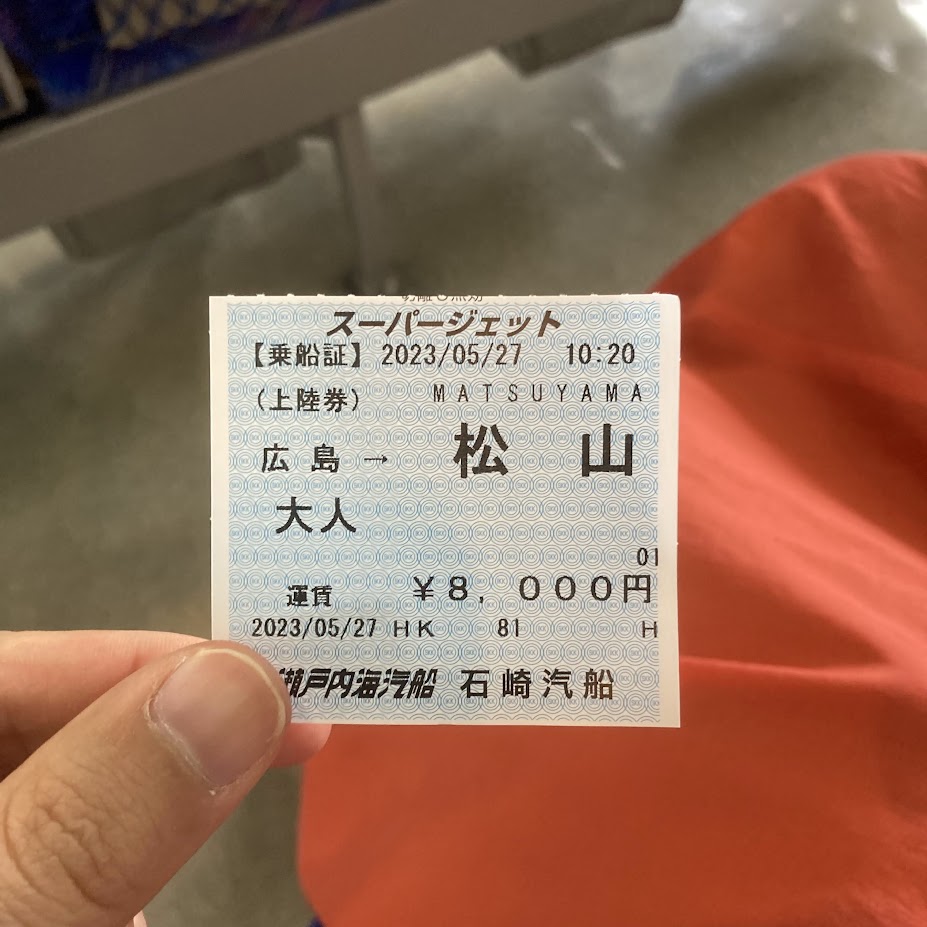 スーパージェット
【乗船証】 2023/05/27 10:20
(上陸券) MATSUYAMA
広島→ 松山
大人
01
運賃 ¥8,000円
2023/05/27 HK 81 H
瀬戸内海汽船 石崎汽船